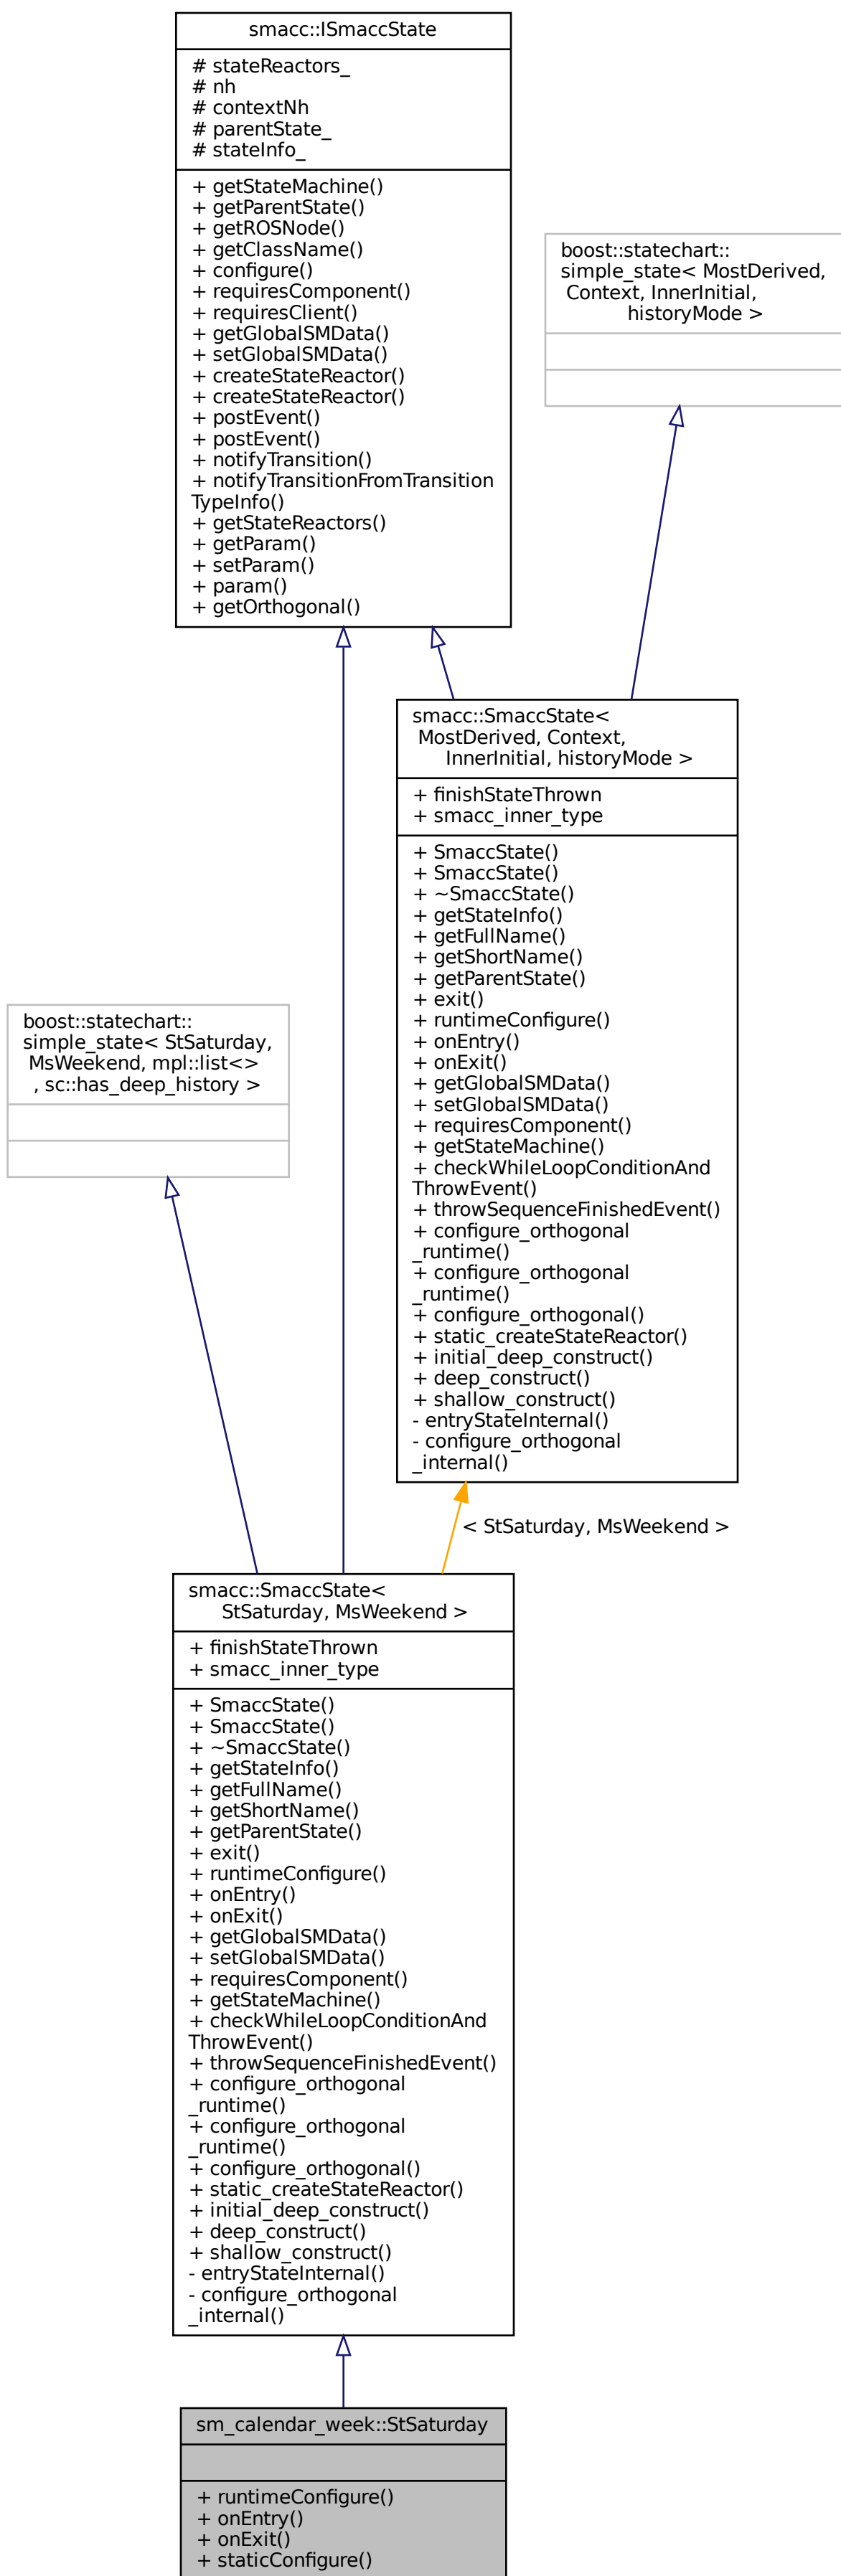 smacc::ISmaccState
# stateReactors_
# nh
# contextNh
# parentState_
# stateInfo_
+ getStateMachine()
+ getParentState()
+ getROSNode()
+ getClassName()
+ configure()
+ requiresComponent()
+ requiresClient()
+ getGlobalSMData()
+ setGlobalSMData()
+ createStateReactor()
+ createStateReactor()
+ postEvent()
+ postEvent()
+ notifyTransition()
+ notifyTransitionFromTransition
TypeInfo()
+ getStateReactors()
+ getParam()
+ setParam()
+ param()
+ getOrthogonal()
boost::statechart::
simple_state< MostDerived,
Context, InnerInitial,
historyMode >
smacc::SmaccState<
MostDerived, Context,
InnerInitial, historyMode >
+ finishStateThrown
+ smacc_inner_type
+ SmaccState()
+ SmaccState()
+ ~SmaccState()
+ getStateInfo()
+ getFullName()
+ getShortName()
+ getParentState()
+ exit()
+ runtimeConfigure()
+ onEntry()
+ onExit()
+ getGlobalSMData()
+ setGlobalSMData()
+ requiresComponent()
+ getStateMachine()
+ checkWhileLoopConditionAnd
ThrowEvent()
+ throwSequenceFinishedEvent()
+ configure_orthogonal
_runtime()
+ configure_orthogonal
_runtime()
+ configure_orthogonal()
+ static_createStateReactor()
+ initial_deep_construct()
+ deep_construct()
+ shallow_construct()
- entryStateInternal()
- configure_orthogonal
_internal()
boost::statechart::
simple_state< StSaturday,
MsWeekend, mpl::list<>
, sc::has_deep_history >
< StSaturday, MsWeekend >
smacc::SmaccState<
StSaturday, MsWeekend >
+ finishStateThrown
+ smacc_inner_type
+ SmaccState()
+ SmaccState()
+ ~SmaccState()
+ getStateInfo()
+ getFullName()
+ getShortName()
+ getParentState()
+ exit()
+ runtimeConfigure()
+ onEntry()
+ onExit()
+ getGlobalSMData()
+ setGlobalSMData()
+ requiresComponent()
+ getStateMachine()
+ checkWhileLoopConditionAnd
ThrowEvent()
+ throwSequenceFinishedEvent()
+ configure_orthogonal
_runtime()
+ configure_orthogonal
_runtime()
+ configure_orthogonal()
+ static_createStateReactor()
+ initial_deep_construct()
+ deep_construct()
+ shallow_construct()
- entryStateInternal()
- configure_orthogonal
_internal()
sm_calendar_week::StSaturday
+ runtimeConfigure()
+ onEntry()
+ onExit()
+ staticConfigure()